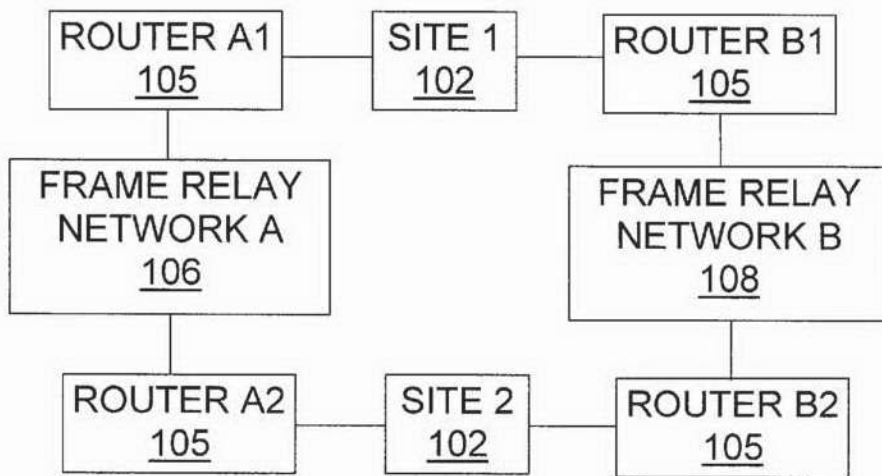 ROUTER A1
105
SITE 1
102
ROUTER B1
105
FRAME RELAY
NETWORK A
106
FRAME RELAY
NETWORK B
108
ROUTER A2
105
SITE 2
102
ROUTER B2
105